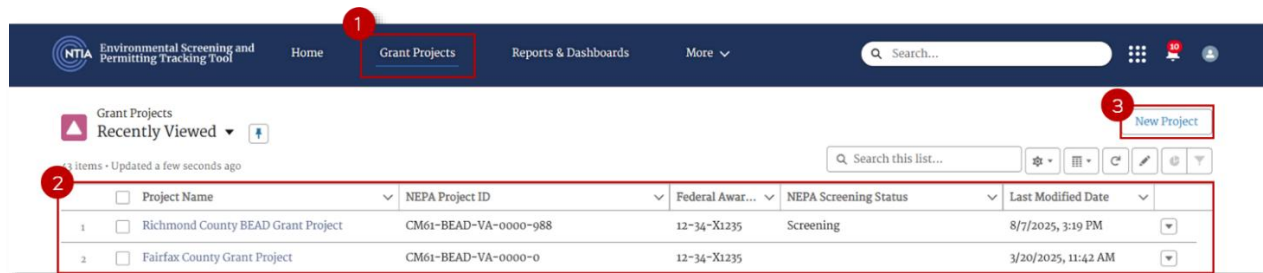 1
NTIA Environmental Screening and Permitting Tracking Tool Home Grant Projects Reports & Dashboards More Search... 10
Grant Projects
Recently Viewed
3
New Project
43 items • Updated a few seconds ago
Search this list...
2
Project Name NEPA Project ID Federal Awar... NEPA Screening Status Last Modified Date
1 Richmond County BEAD Grant Project CM61-BEAD-VA-0000-988 12-34-X1235 Screening 8/7/2025, 3:19 PM
2 Fairfax County Grant Project CM61-BEAD-VA-0000-0 12-34-X1235 3/20/2025, 11:42 AM